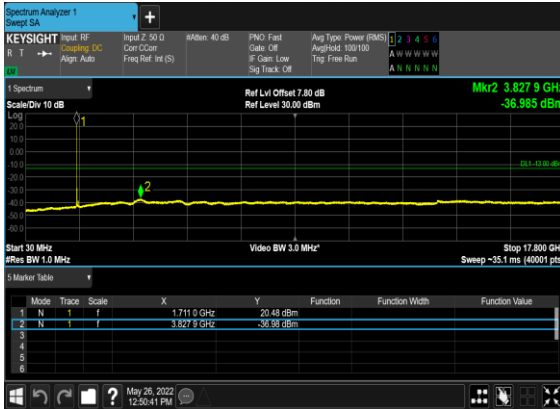 Spectrum Analyzer 1
Swept SA
+
KEYSIGHT
R T
Input: RF
Coupling: DC
Align: Auto
Input Z: 50 Ω
Corr CCorr
Freq Ref: Int (S)
#Atten: 40 dB
PNO: Fast
Gate: Off
IF Gain: Low
Sig Track: Off
Avg Type: Power (RMS)
Avg|Hold: 100/100
Trig: Free Run
1 2 3 4 5 6
A W W W W W
A N N N N N
1 Spectrum
Scale/Div 10 dB
Ref Lvl Offset 7.80 dB
Ref Level 30.00 dBm
Mkr2 3.827 9 GHz
-36.985 dBm
Log
20.0
10.0
0.00
-10.0
-20.0
-30.0
-40.0
-50.0
-60.0
1
2
DL1 -13.00 dBm
Start 30 MHz
#Res BW 1.0 MHz
Video BW 3.0 MHz*
Stop 17.800 GHz
Sweep ~35.1 ms (40001 pts)
5 Marker Table
Mode Trace Scale X Y Function Function Width Function Value
1 N 1 f 1.711 0 GHz 20.48 dBm
2 N 1 f 3.827 9 GHz -36.98 dBm
3
4
5
6
?
May 26, 2022
12:50:41 PM